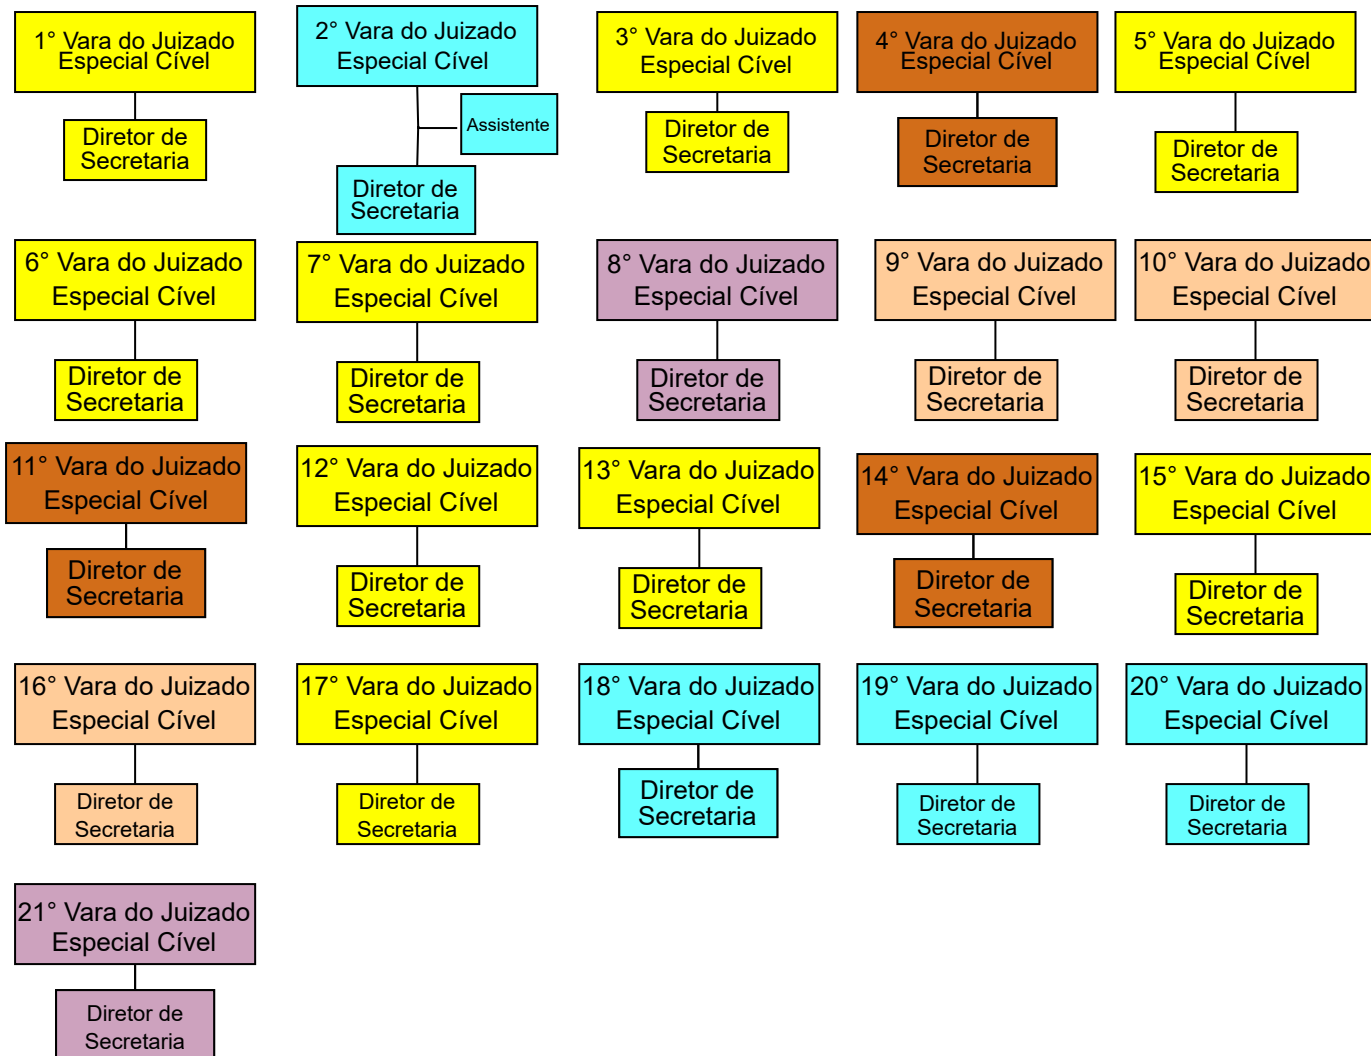 1° Vara do Juizado
Especial Cível
Diretor de
Secretaria
2° Vara do Juizado
Especial Cível
Assistente
Diretor de
Secretaria
3° Vara do Juizado
Especial Cível
Diretor de
Secretaria
4° Vara do Juizado
Especial Cível
Diretor de
Secretaria
5° Vara do Juizado
Especial Cível
Diretor de
Secretaria
6° Vara do Juizado
Especial Cível
Diretor de
Secretaria
7° Vara do Juizado
Especial Cível
Diretor de
Secretaria
8° Vara do Juizado
Especial Cível
Diretor de
Secretaria
9° Vara do Juizado
Especial Cível
Diretor de
Secretaria
10° Vara do Juizado
Especial Cível
Diretor de
Secretaria
11° Vara do Juizado
Especial Cível
Diretor de
Secretaria
12° Vara do Juizado
Especial Cível
Diretor de
Secretaria
13° Vara do Juizado
Especial Cível
Diretor de
Secretaria
14° Vara do Juizado
Especial Cível
Diretor de
Secretaria
15° Vara do Juizado
Especial Cível
Diretor de
Secretaria
16° Vara do Juizado
Especial Cível
Diretor de
Secretaria
17° Vara do Juizado
Especial Cível
Diretor de
Secretaria
18° Vara do Juizado
Especial Cível
Diretor de
Secretaria
19° Vara do Juizado
Especial Cível
Diretor de
Secretaria
20° Vara do Juizado
Especial Cível
Diretor de
Secretaria
21° Vara do Juizado
Especial Cível
Diretor de
Secretaria